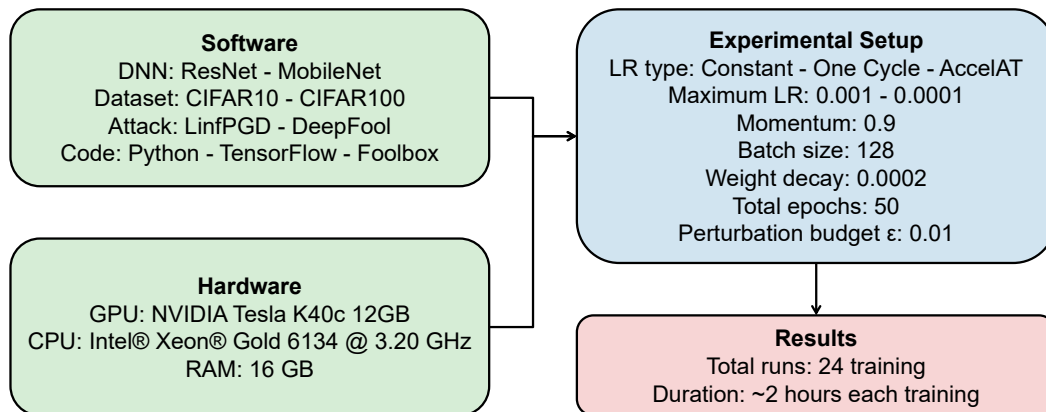 Software
DNN: ResNet - MobileNet
Dataset: CIFAR10 - CIFAR100
Attack: LinfPGD - DeepFool
Code: Python - TensorFlow - Foolbox
Hardware
GPU: NVIDIA Tesla K40c 12GB
CPU: Intel® Xeon® Gold 6134 @ 3.20 GHz
RAM: 16 GB
Experimental Setup
LR type: Constant - One Cycle - AccelAT
Maximum LR: 0.001 - 0.0001
Momentum: 0.9
Batch size: 128
Weight decay: 0.0002
Total epochs: 50
Perturbation budget ε: 0.01
Results
Total runs: 24 training
Duration: ~2 hours each training